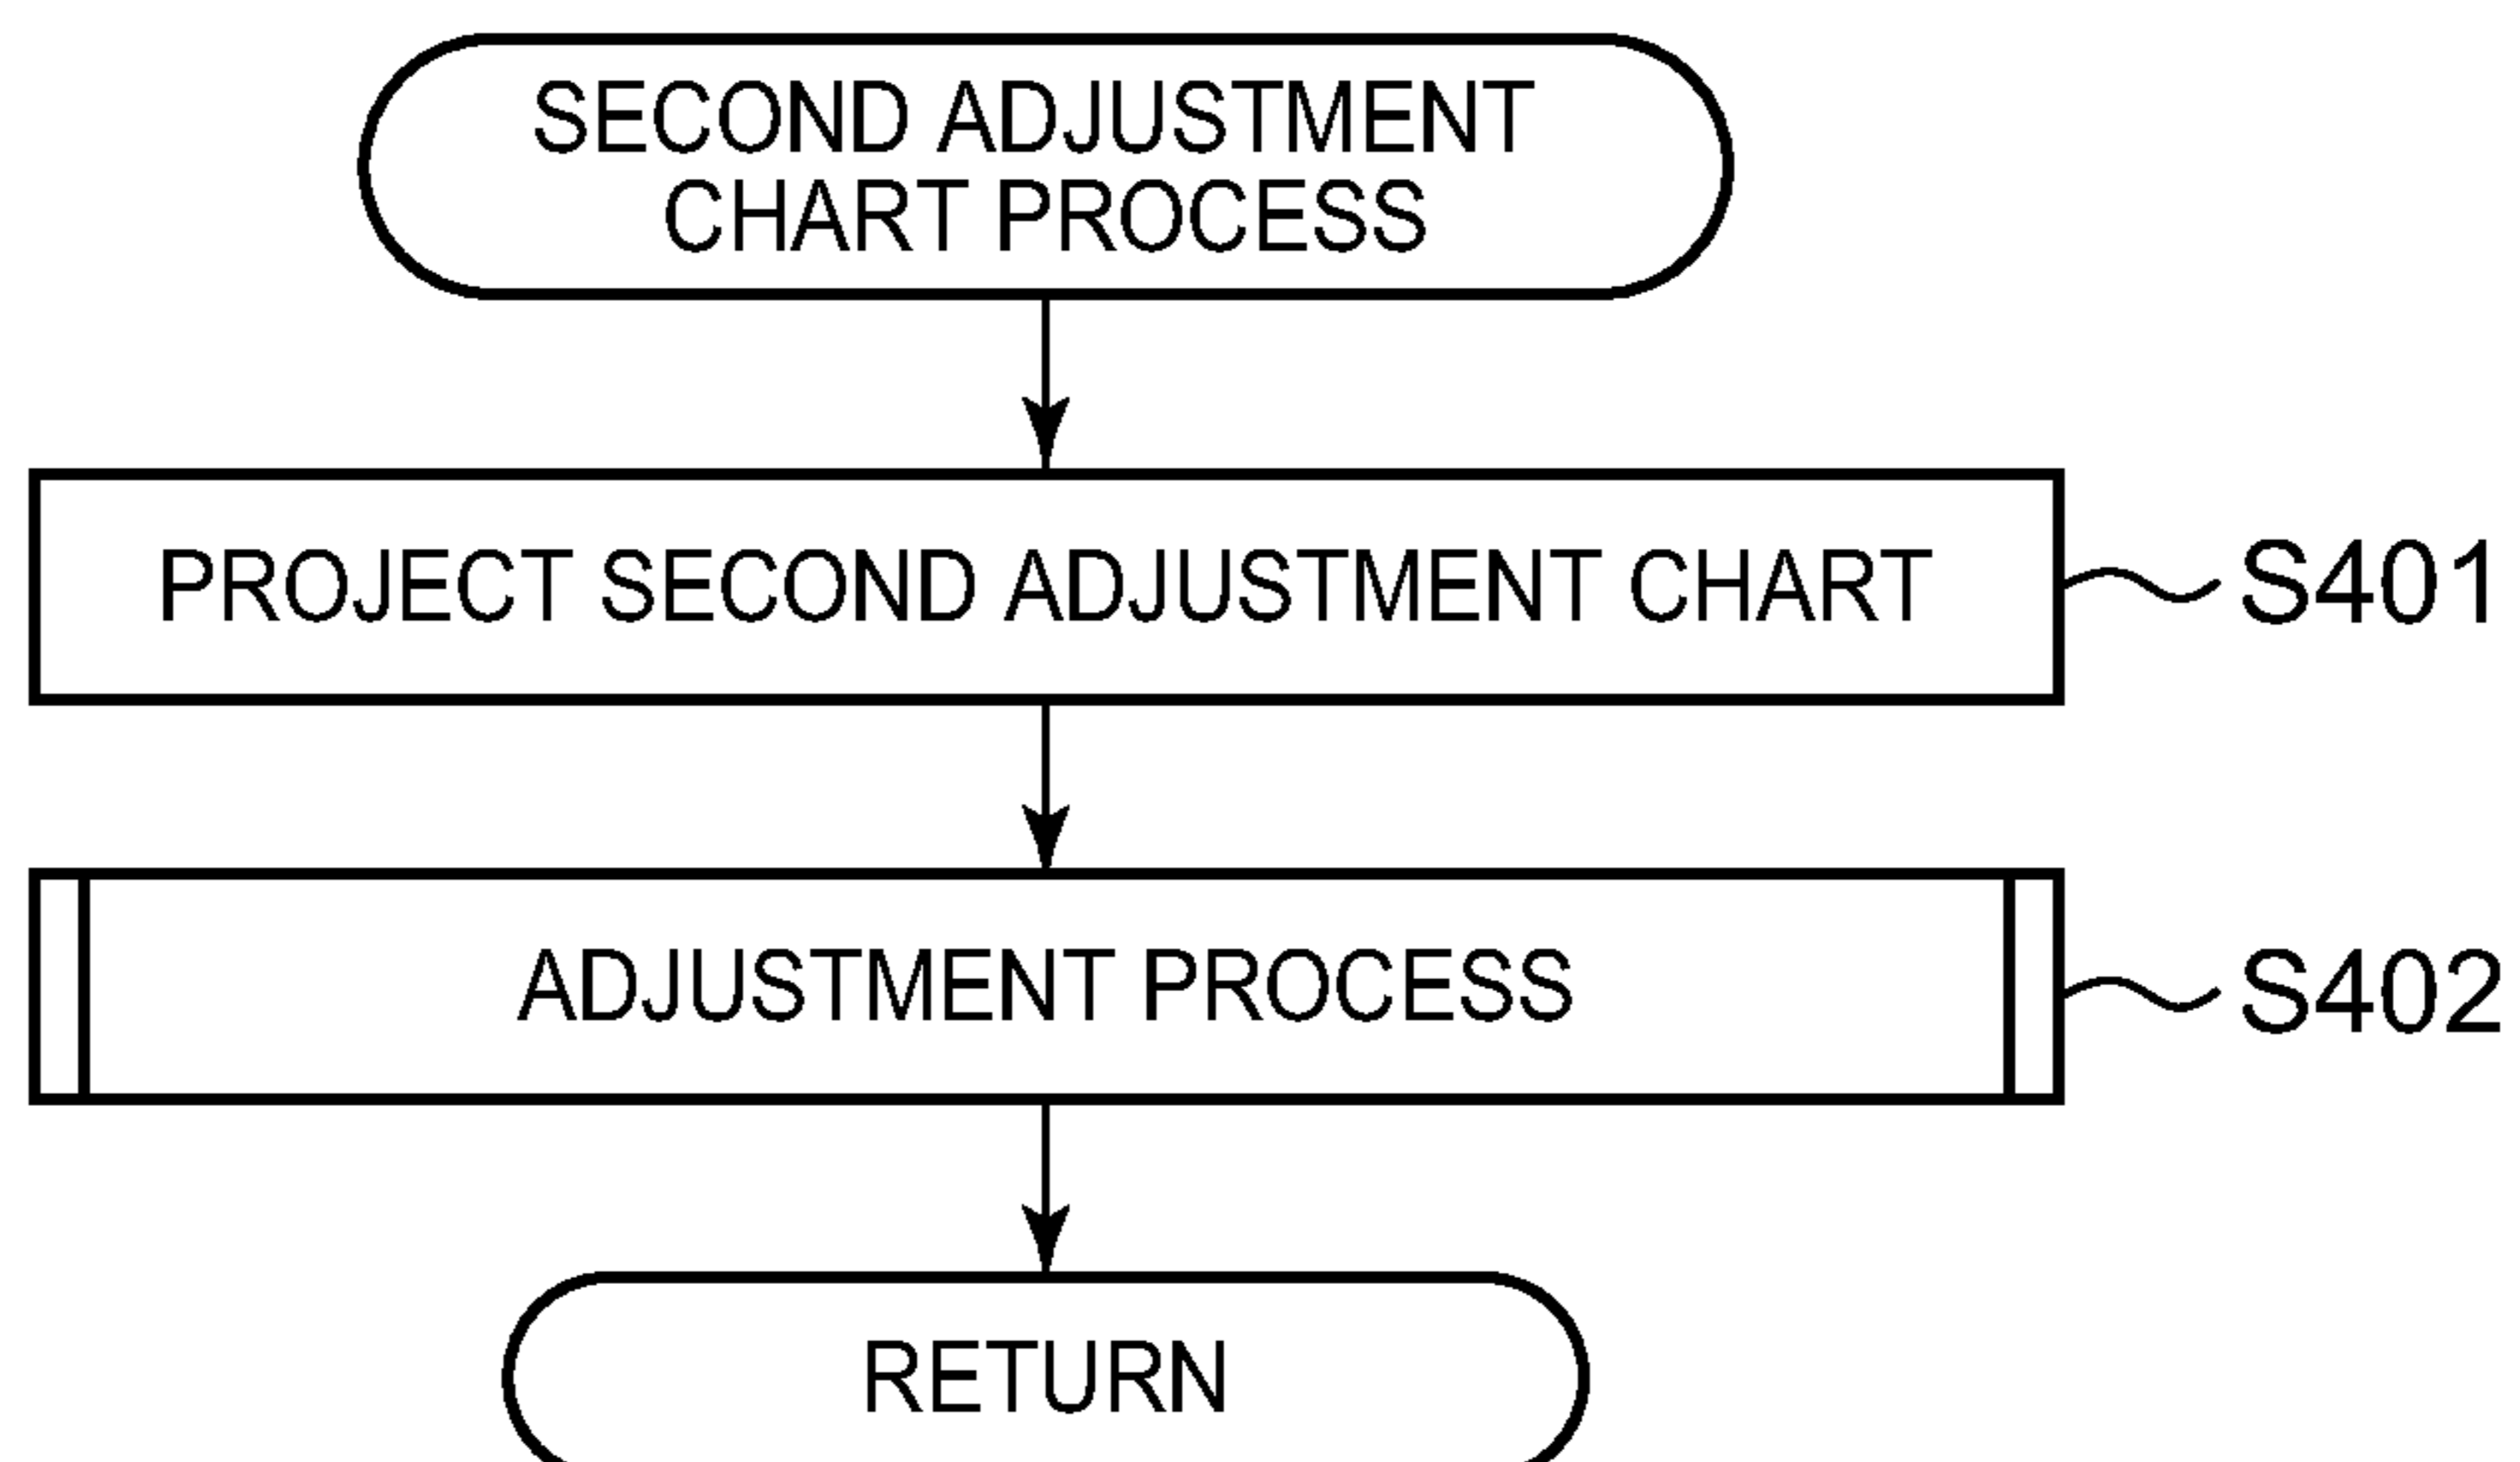 SECOND ADJUSTMENT
CHART PROCESS
PROJECT SECOND ADJUSTMENT CHART
S401
ADJUSTMENT PROCESS
S402
RETURN